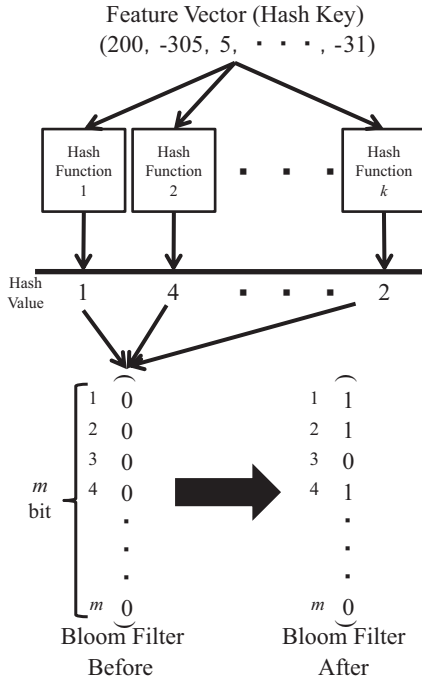 Feature Vector (Hash Key)
(200, -305, 5, · · · , -31)
Hash Function 1
Hash Function 2
· · ·
Hash Function k
Hash Value
1 4 · · · 2
m bit
1 0
2 0
3 0
4 0
·
·
·
m 0
Bloom Filter
Before
1 1
2 1
3 0
4 1
·
·
·
m 0
Bloom Filter
After